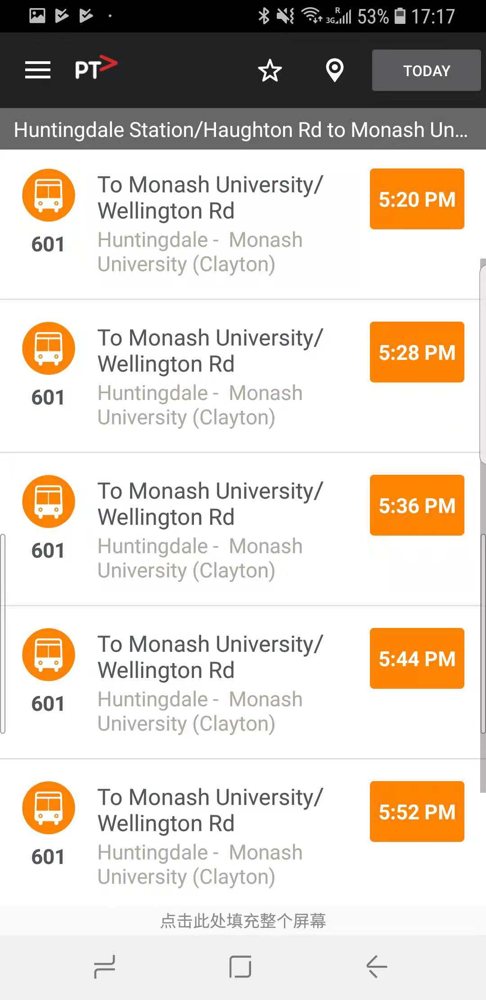 R
3G
53%
17:17
PT>
TODAY
Huntingdale Station/Haughton Rd to Monash Un...
To Monash University/
5:20 PM
Wellington Rd
601
Huntingdale - Monash
University (Clayton)
To Monash University/
5:28 PM
Wellington Rd
601
Huntingdale - Monash
University (Clayton)
To Monash University/
5:36 PM
Wellington Rd
601
Huntingdale - Monash
University (Clayton)
To Monash University/
5:44 PM
Wellington Rd
601
Huntingdale - Monash
University (Clayton)
To Monash University/
5:52 PM
Wellington Rd
601
Huntingdale - Monash
University (Clayton)
点击此处填充整个屏幕